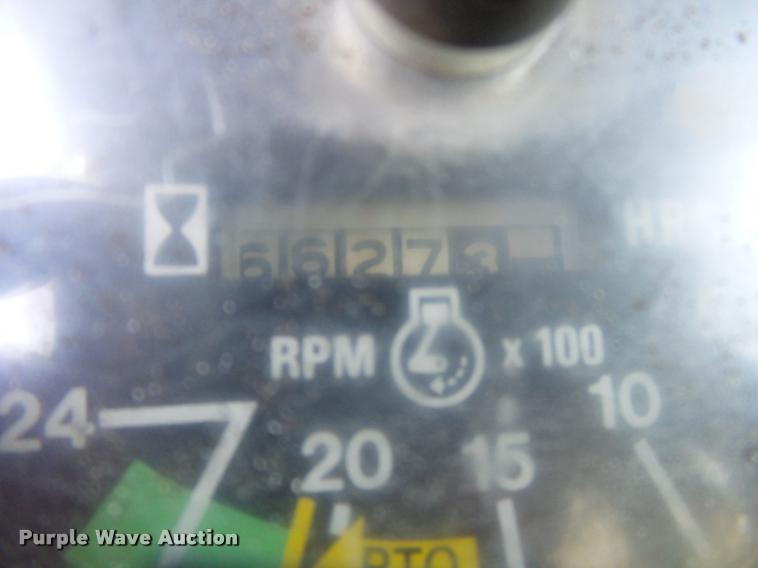 66273
HR
RPM x 100
24 20 15 10
PTO
Purple Wave Auction